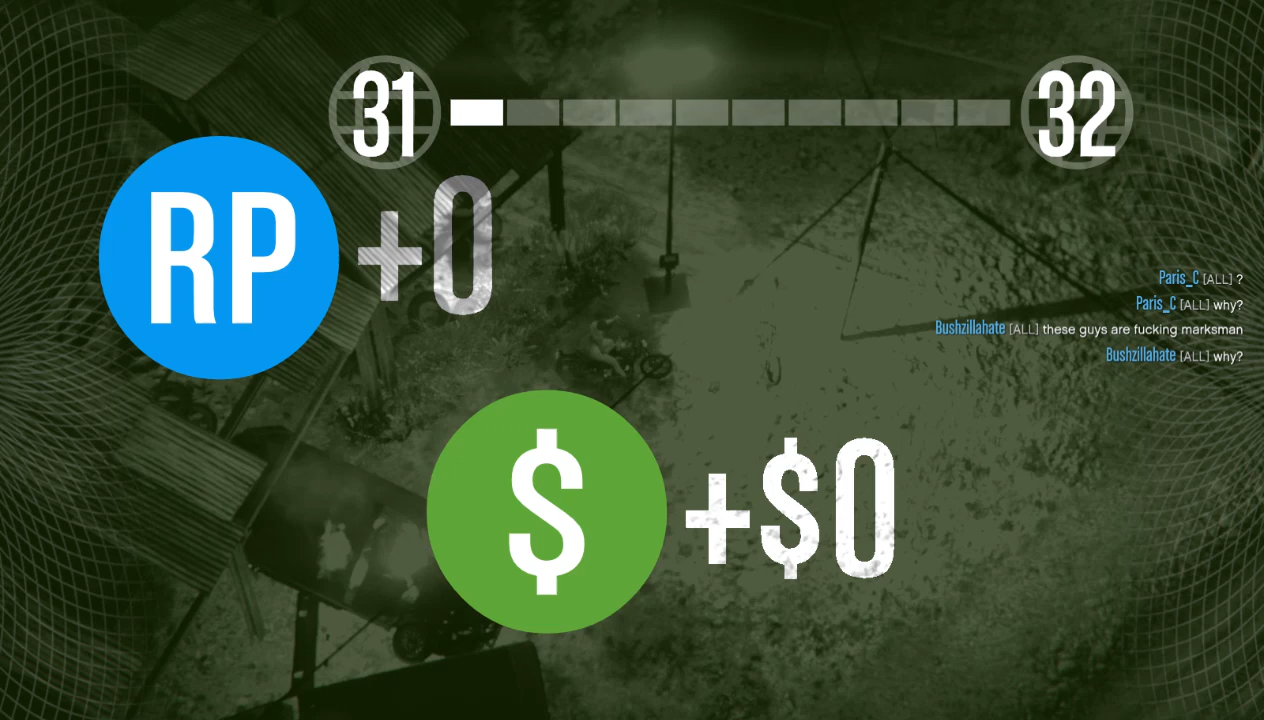 31 32
RP +0
Paris_C [ALL] ?
Paris_C [ALL] why?
Bushzillahate [ALL] these guys are fucking marksman
Bushzillahate [ALL] why?
$ +$0